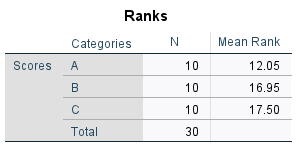 Ranks
Categories N Mean Rank
Scores A 10 12.05
B 10 16.95
C 10 17.50
Total 30